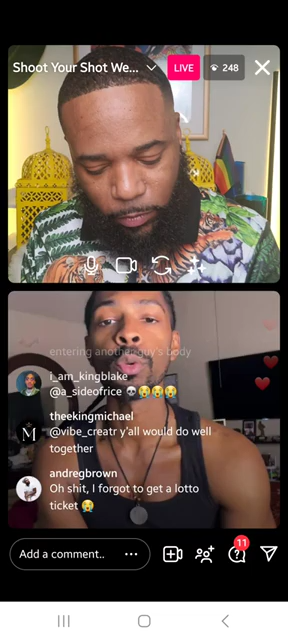 Shoot Your Shot We...
LIVE
248
entering another guy's body
i_am_kingblake
@a_sideofrice 💀😭😭😭
theekingmichael
@vibe_creatr y'all would do well
together
andregbrown
Oh shit, I forgot to get a lotto
ticket 😭
M
Add a comment..
11